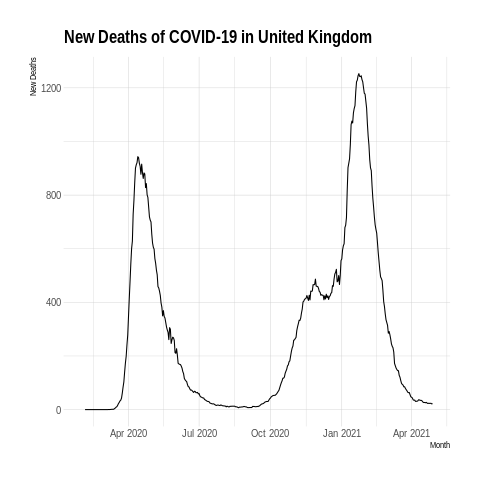 New Deaths of COVID-19 in United Kingdom
New Deaths
1200
800
400
0
Apr 2020 Jul 2020 Oct 2020 Jan 2021 Apr 2021
Month